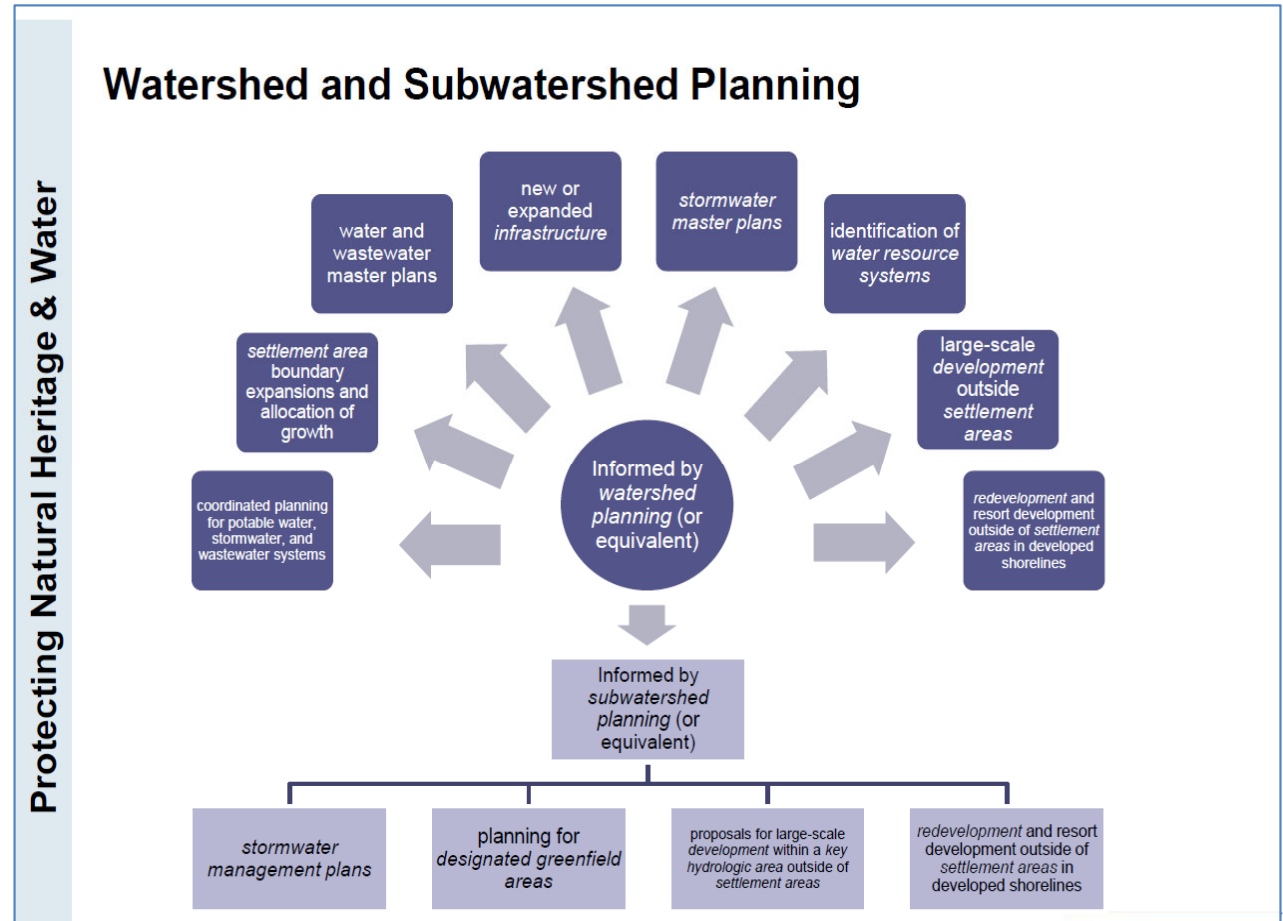 Protecting Natural Heritage & Water
Watershed and Subwatershed Planning
coordinated planning
for potable water,
stormwater, and
wastewater systems
settlement area
boundary
expansions and
allocation of
growth
water and
wastewater
master plans
new or
expanded
infrastructure
stormwater
master plans
identification of
water resource
systems
large-scale
development
outside
settlement
areas
redevelopment and
resort development
outside of settlement
areas in developed
shorelines
Informed by
watershed
planning (or
equivalent)
Informed by
subwatershed
planning (or
equivalent)
stormwater
management plans
planning for
designated greenfield
areas
proposals for large-scale
development within a key
hydrologic area outside of
settlement areas
redevelopment and resort
development outside of
settlement areas in
developed shorelines